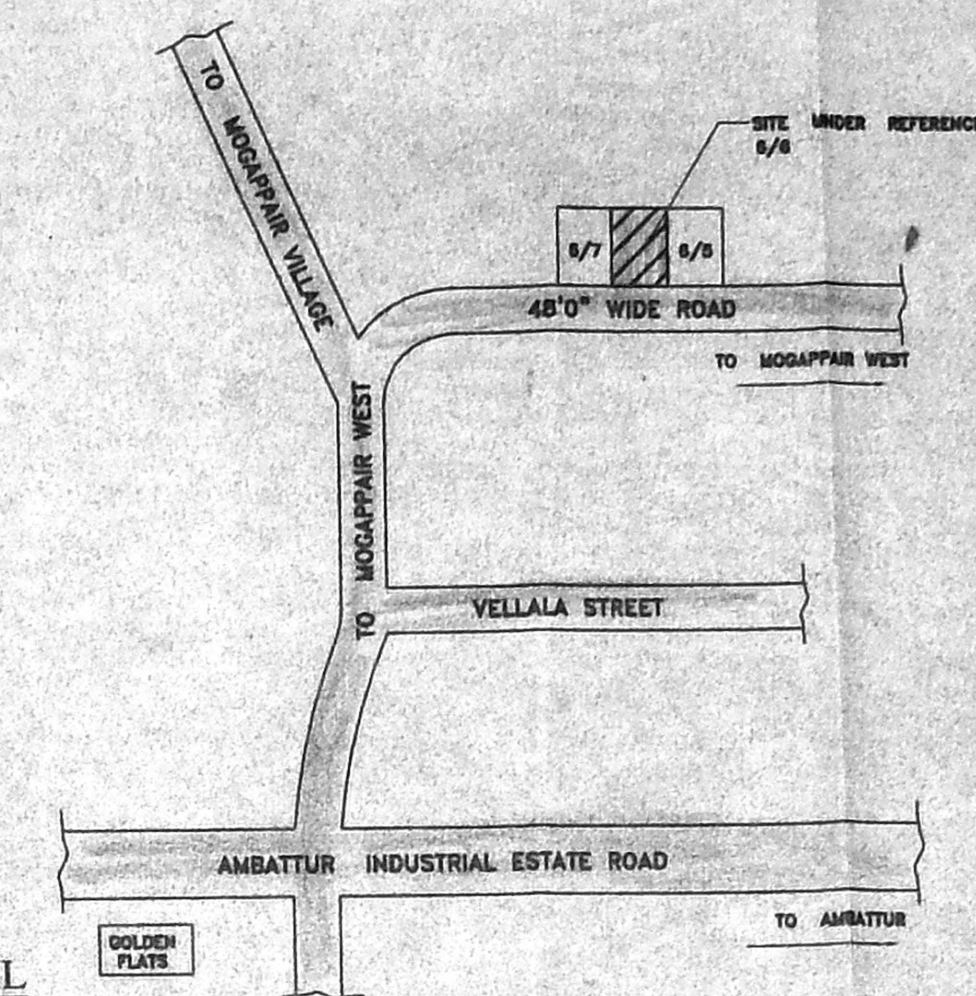 TO MOGAPPAIR VILLAGE
SITE UNDER REFERENCE
6/6
6/7
6/5
48'0" WIDE ROAD
TO MOGAPPAIR WEST
TO MOGAPPAIR WEST
VELLALA STREET
AMBATTUR INDUSTRIAL ESTATE ROAD
TO AMBATTUR
GOLDEN
FLATS
L